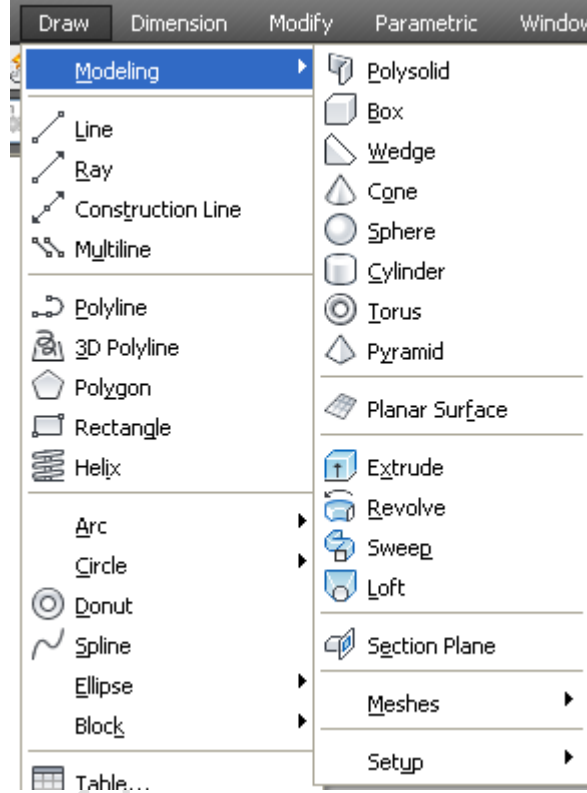 Draw Dimension Modify Parametric Window
Modeling
Line
Ray
Construction Line
Multiline
Polyline
3D Polyline
Polygon
Rectangle
Helix
Arc
Circle
Donut
Spline
Ellipse
Block
Table...
Polysolid
Box
Wedge
Cone
Sphere
Cylinder
Torus
Pyramid
Planar Surface
Extrude
Revolve
Sweep
Loft
Section Plane
Meshes
Setup